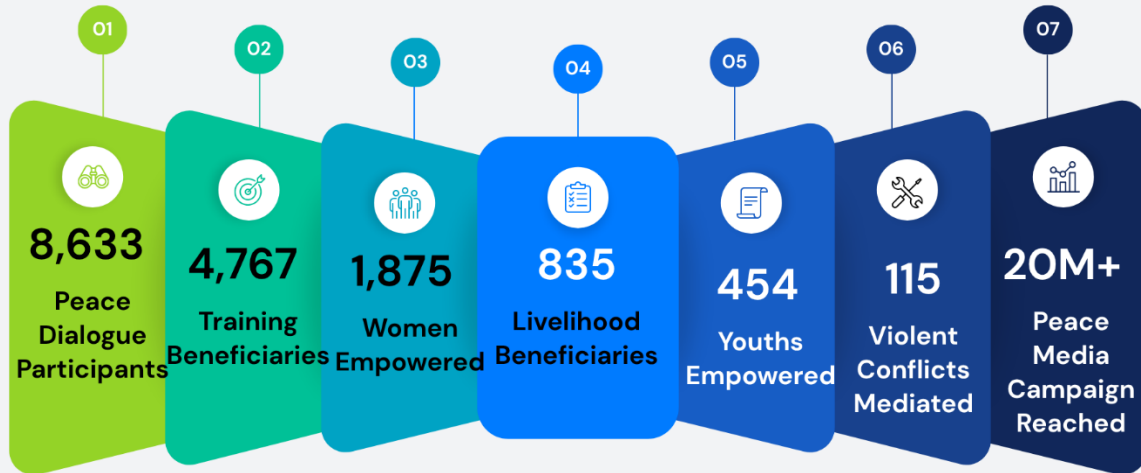 01
8,633
Peace
Dialogue
Participants
02
4,767
Training
Beneficiaries
03
1,875
Women
Empowered
04
835
Livelihood
Beneficiaries
05
454
Youths
Empowered
06
115
Violent
Conflicts
Mediated
07
20M+
Peace
Media
Campaign
Reached